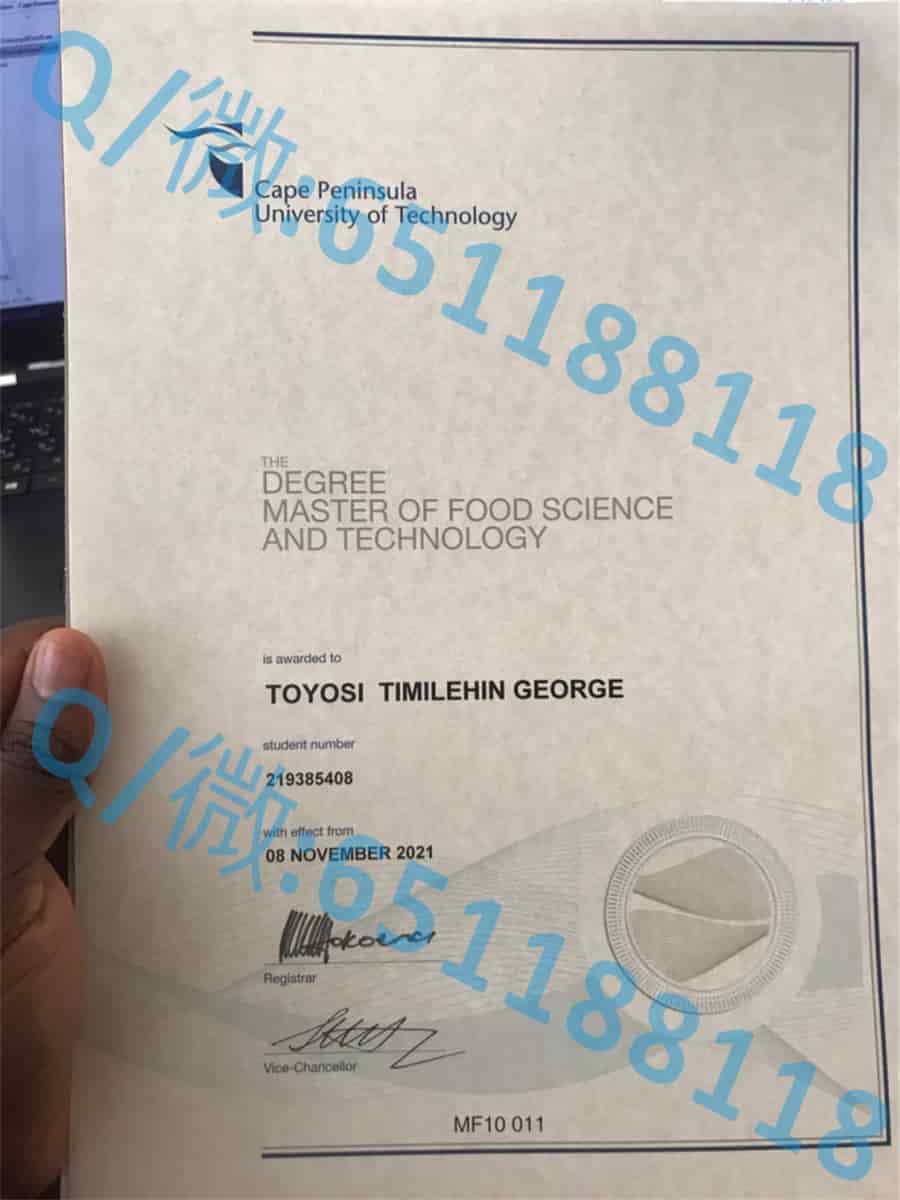 Cape Peninsula
University of Technology
Q/微:651188118
THE
DEGREE
MASTER OF FOOD SCIENCE
AND TECHNOLOGY
is awarded to
TOYOSI TIMILEHIN GEORGE
student number
219385408
with effect from
08 NOVEMBER 2021
Q/微:651188118
Registrar
Vice-Chancellor
MF10 011